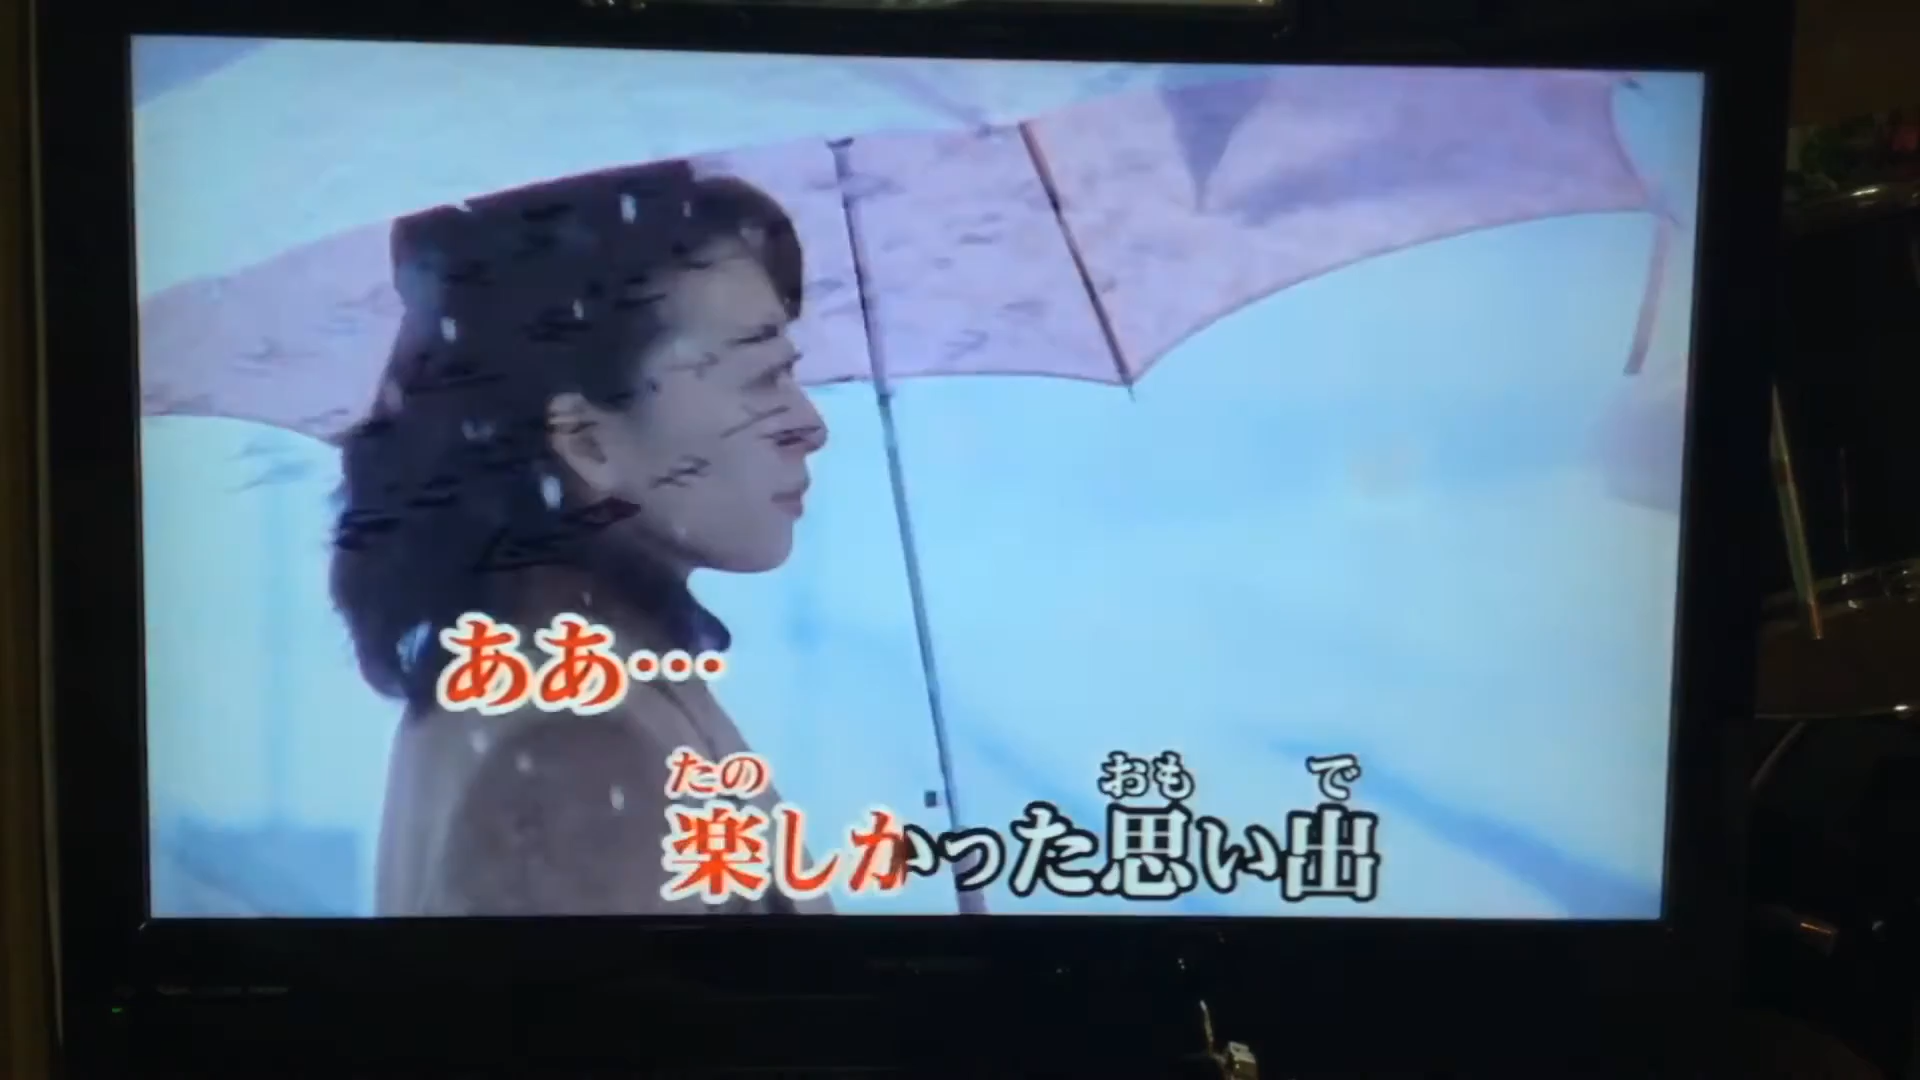 ああ…
たの おも で
楽しかった思い出